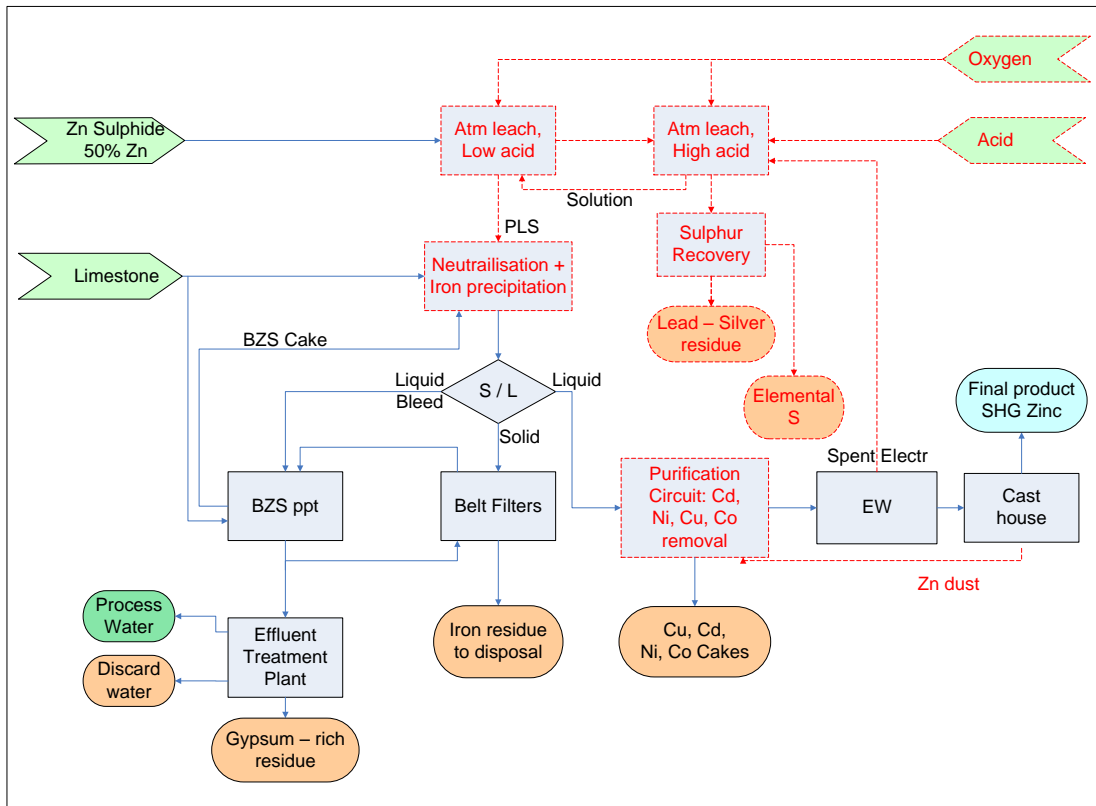 Oxygen
Zn Sulphide
50% Zn
Atm leach,
Low acid
Atm leach,
High acid
Acid
Solution
PLS
Sulphur
Recovery
Limestone
Neutrailisation +
Iron precipitation
Lead – Silver
residue
BZS Cake
Liquid
Bleed
S / L
Liquid
Solid
Elemental
S
Final product
SHG Zinc
Spent Electr
BZS ppt
Belt Filters
Purification
Circuit: Cd,
Ni, Cu, Co
removal
EW
Cast
house
Zn dust
Process
Water
Effluent
Treatment
Plant
Discard
water
Iron residue
to disposal
Cu, Cd,
Ni, Co Cakes
Gypsum – rich
residue